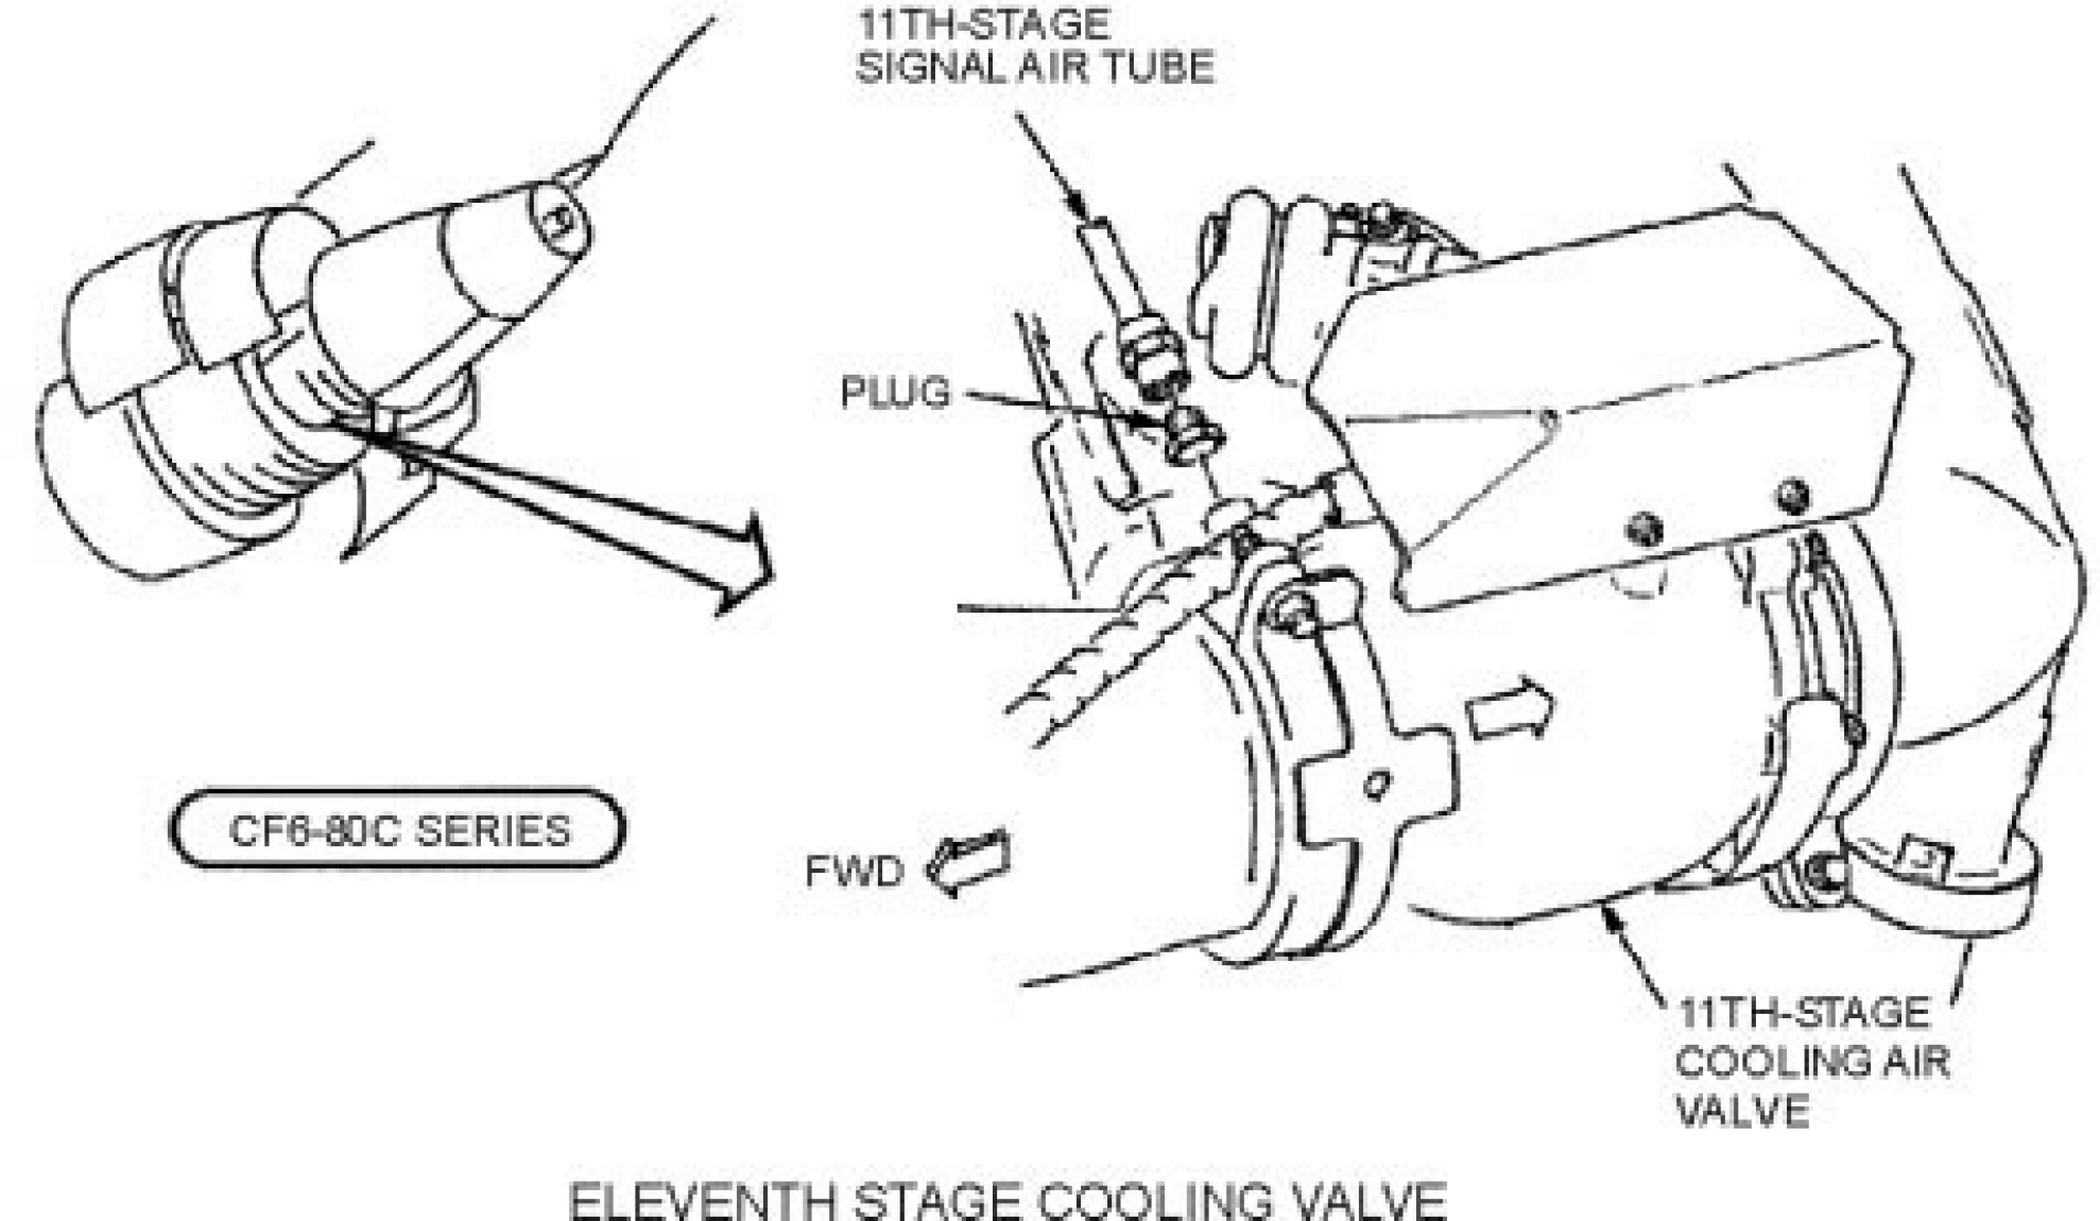 11TH-STAGE
SIGNAL AIR TUBE
PLUG
CF6-80C SERIES
FWD
11TH-STAGE
COOLING AIR
VALVE
ELEVENTH STAGE COOLING VALVE